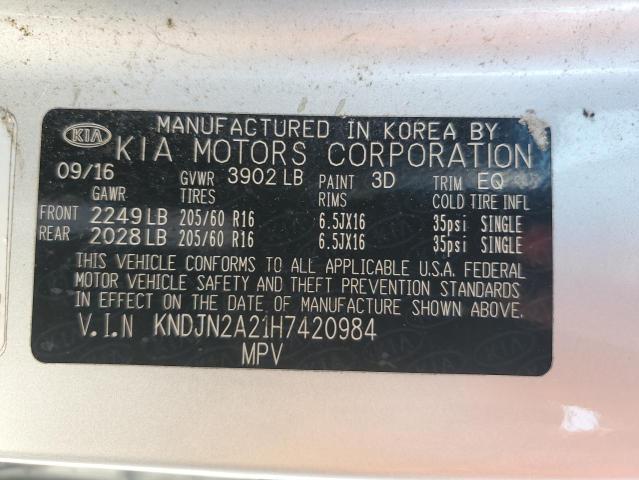 KIA
MANUFACTURED IN KOREA BY
KIA MOTORS CORPORATION
09/16 GVWR 3902 LB PAINT 3D TRIM EQ
GAWR TIRES RIMS COLD TIRE INFL
FRONT 2249 LB 205/60 R16 6.5JX16 35psi SINGLE
REAR 2028 LB 205/60 R16 6.5JX16 35psi SINGLE
THIS VEHICLE CONFORMS TO ALL APPLICABLE U.S.A. FEDERAL
MOTOR VEHICLE SAFETY AND THEFT PREVENTION STANDARDS
IN EFFECT ON THE DATE OF MANUFACTURE SHOWN ABOVE.
V.I.N KNDJN2A21H7420984
MPV